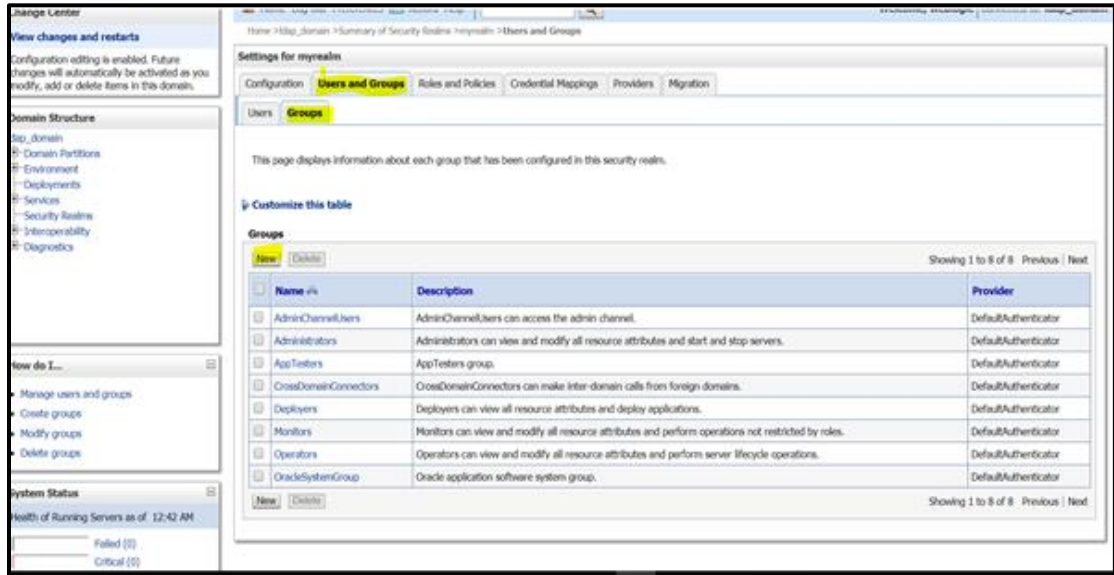 Change Center
View changes and restarts
Configuration editing is enabled. Future
changes will automatically be activated as you
modify, add or delete items in this domain.
Domain Structure
ldap_domain
Domain Partitions
Environment
Deployments
Services
Security Realms
Interoperability
Diagnostics
How do I...
Manage users and groups
Create groups
Modify groups
Delete groups
System Status
Health of Running Servers as of 12:42 AM
Failed (0)
Critical (0)
Home >ldap_domain >Summary of Security Realms >myrealm >Users and Groups
Settings for myrealm
Configuration Users and Groups Roles and Policies Credential Mappings Providers Migration
Users Groups
This page displays information about each group that has been configured in this security realm.
Customize this table
Groups
New Delete Showing 1 to 8 of 8 Previous | Next
Name Description Provider
AdminChannelUsers AdminChannelUsers can access the admin channel. DefaultAuthenticator
Administrators Administrators can view and modify all resource attributes and start and stop servers. DefaultAuthenticator
AppTesters AppTesters group. DefaultAuthenticator
CrossDomainConnectors CrossDomainConnectors can make inter-domain calls from foreign domains. DefaultAuthenticator
Deployers Deployers can view all resource attributes and deploy applications. DefaultAuthenticator
Monitors Monitors can view and modify all resource attributes and perform operations not restricted by roles. DefaultAuthenticator
Operators Operators can view and modify all resource attributes and perform server lifecycle operations. DefaultAuthenticator
OracleSystemGroup Oracle application software system group. DefaultAuthenticator
New Delete Showing 1 to 8 of 8 Previous | Next